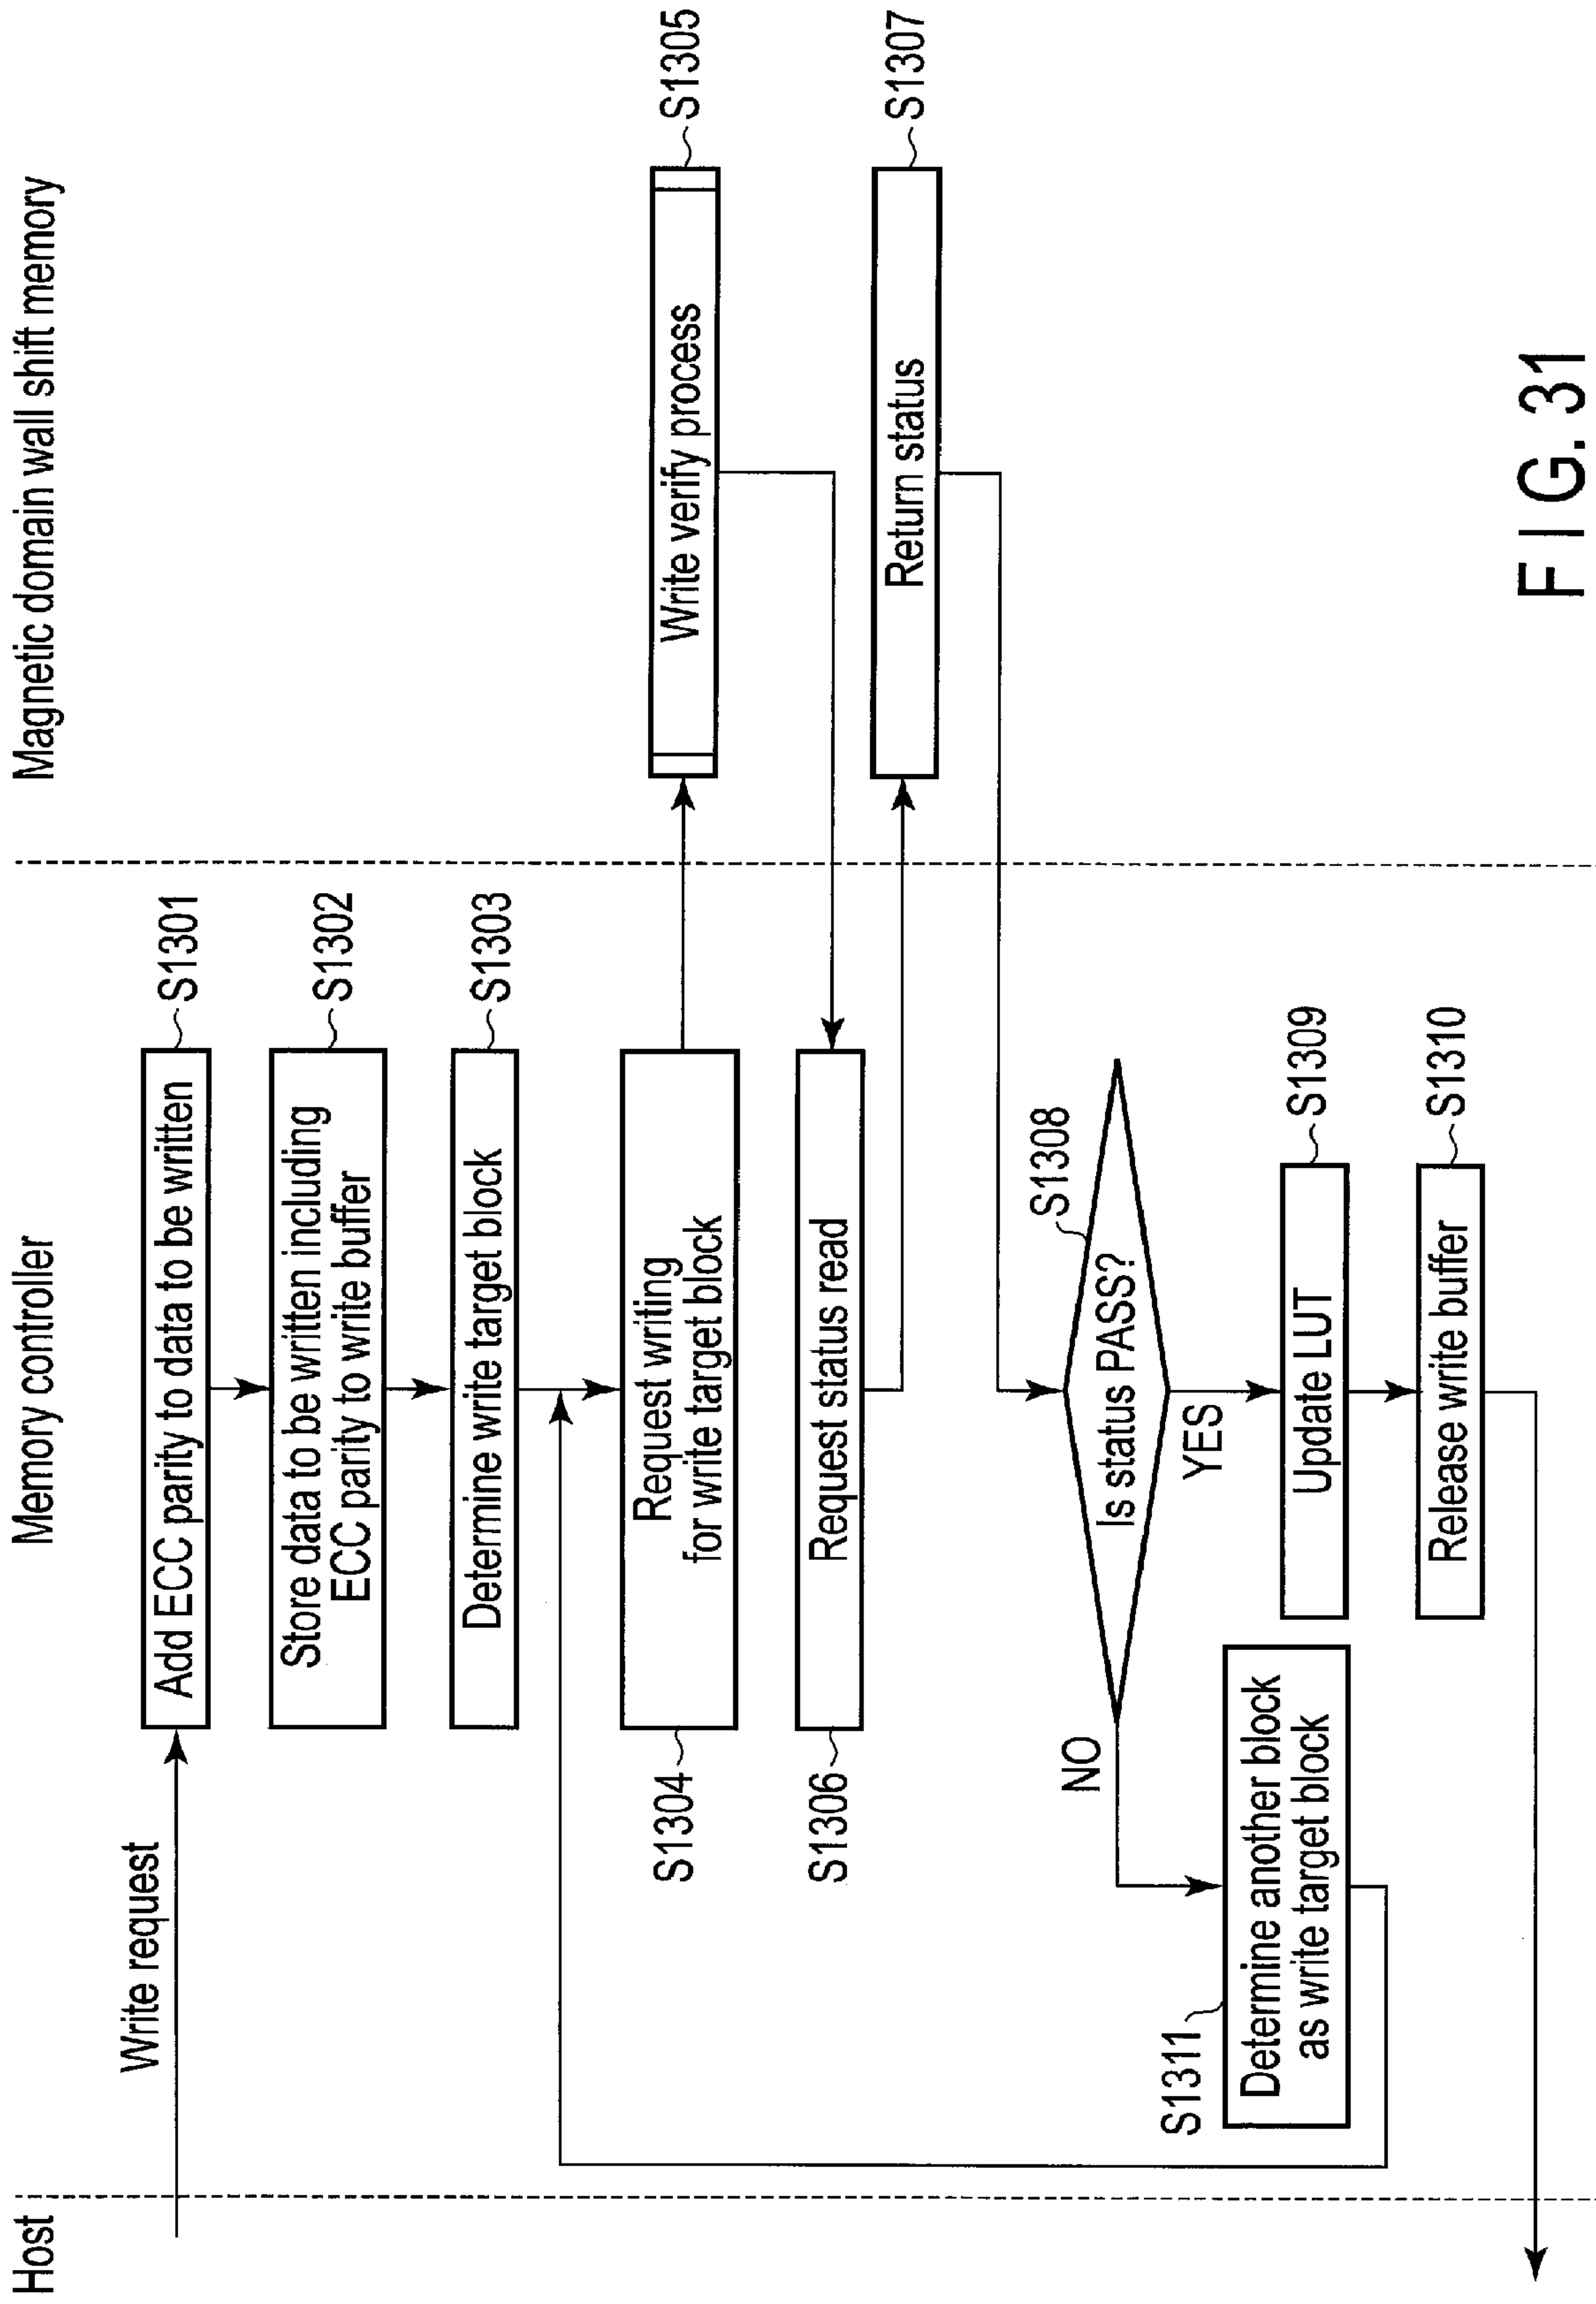 Host
Memory controller
Magnetic domain wall shift memory
Write request
Add ECC parity to data to be written
S1301
Store data to be written including
ECC parity to write buffer
S1302
Determine write target block
S1303
S1304
Request writing
for write target block
Write verify process
S1305
S1306
Request status read
Return status
S1307
S1308
Is status PASS?
NO
YES
S1311
Determine another block
as write target block
Update LUT
S1309
Release write buffer
S1310
FIG. 31